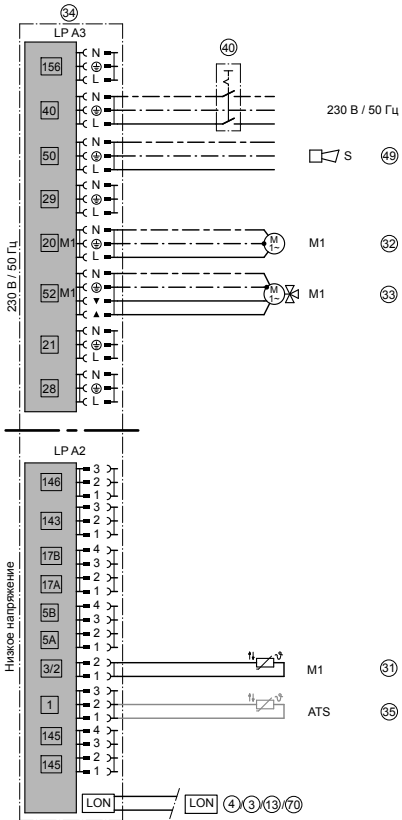 34
LP A3
156 N
L
40 N
L
40
230 В / 50 Гц
50 N
L
S 49
29 N
L
20 M1 N
L
M
1~
M1 32
52 M1 N
▼
▲
M
1~
M1 33
21 N
L
28 N
L
230 В / 50 Гц
LP A2
146 3
2
1
143 3
2
1
17B 4
3
17A 2
1
5B 4
3
5A 2
1
3/2 2
1
ϑ
M1 31
1 3
2
1
ϑ
ATS 35
145 4
3
145 2
1
Низкое напряжение
LON LON 4/3/13/70